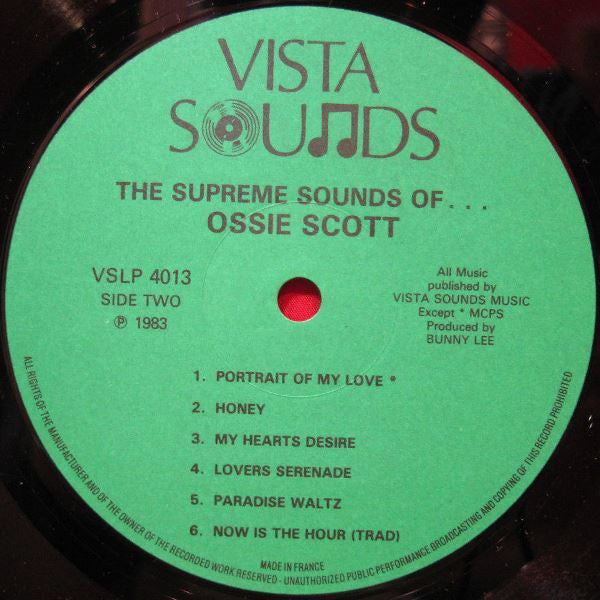 VISTA
SOUNDS
THE SUPREME SOUNDS OF...
OSSIE SCOTT
VSLP 4013
SIDE TWO
℗ 1983
All Music
published by
VISTA SOUNDS MUSIC
Except * MCPS
Produced by
BUNNY LEE
1. PORTRAIT OF MY LOVE *
2. HONEY
3. MY HEARTS DESIRE
4. LOVERS SERENADE
5. PARADISE WALTZ
6. NOW IS THE HOUR (TRAD)
MADE IN FRANCE
ALL RIGHTS OF THE MANUFACTURER AND OF THE OWNER OF THE RECORDED WORK RESERVED - UNAUTHORIZED PUBLIC PERFORMANCE BROADCASTING AND COPYING OF THIS RECORD PROHIBITED